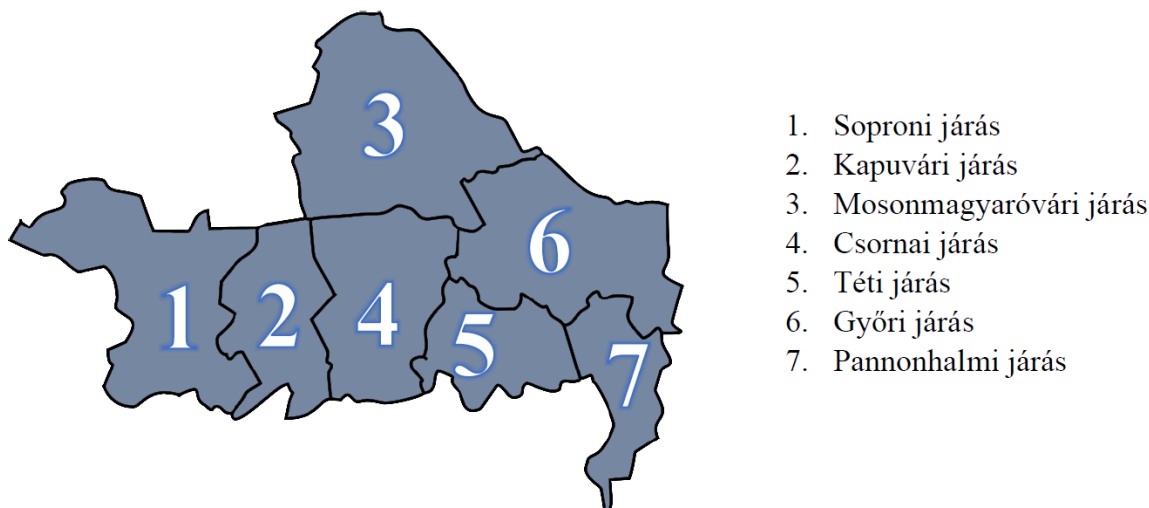 3
6
1
2
4
5
7
1. Soproni járás
2. Kapuvári járás
3. Mosonmagyaróvári járás
4. Csornai járás
5. Téti járás
6. Győri járás
7. Pannonhalmi járás